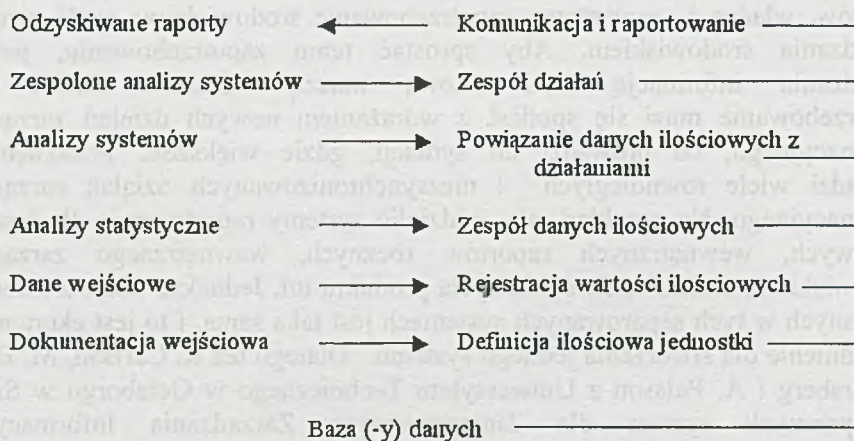 Odzyskiwane raporty Komunikacja i raportowanie
Zespolone analizy systemów Zespół działań
Analizy systemów Powiązanie danych ilościowych z
działaniami
Analizy statystyczne Zespół danych ilościowych
Dane wejściowe Rejestracja wartości ilościowych
Dokumentacja wejściowa Definicja ilościowa jednostki
Baza (-y) danych